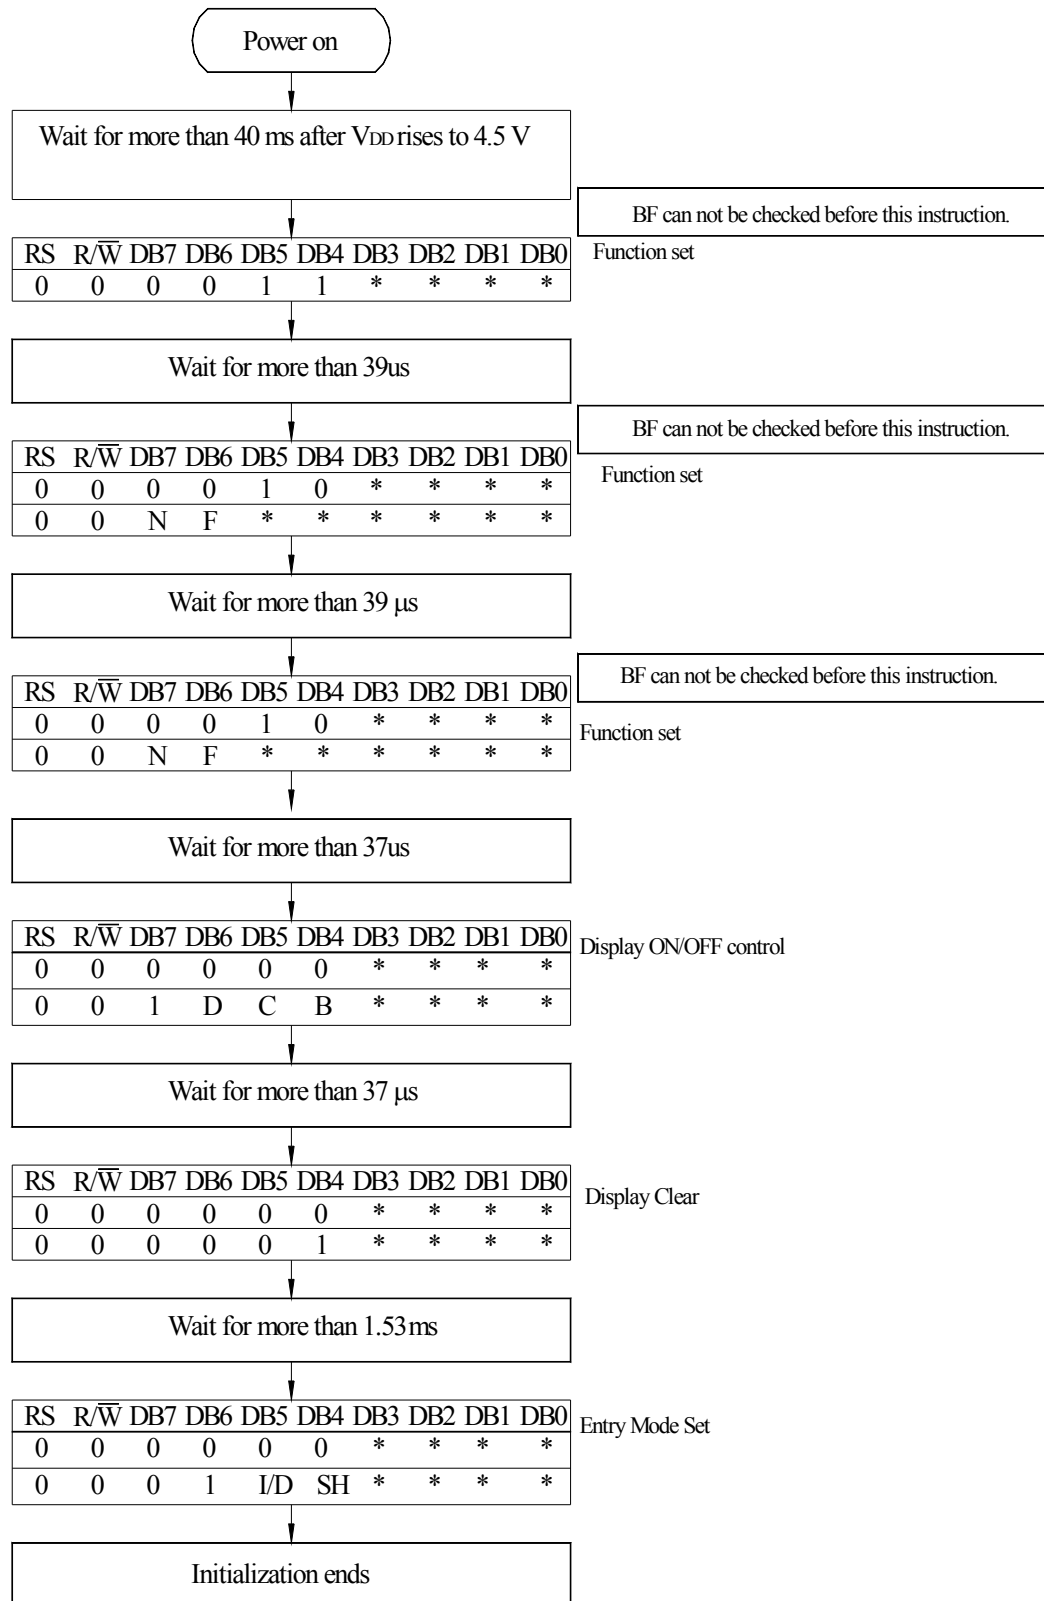 Power on
Wait for more than 40 ms after VDD rises to 4.5 V
BF can not be checked before this instruction.
RS R/W̅ DB7 DB6 DB5 DB4 DB3 DB2 DB1 DB0
Function set
0 0 0 0 1 1 * * * *
Wait for more than 39us
BF can not be checked before this instruction.
RS R/W̅ DB7 DB6 DB5 DB4 DB3 DB2 DB1 DB0
Function set
0 0 0 0 1 0 * * * *
0 0 N F * * * * * *
Wait for more than 39 μs
BF can not be checked before this instruction.
RS R/W̅ DB7 DB6 DB5 DB4 DB3 DB2 DB1 DB0
0 0 0 0 1 0 * * * *
Function set
0 0 N F * * * * * *
Wait for more than 37us
RS R/W̅ DB7 DB6 DB5 DB4 DB3 DB2 DB1 DB0
Display ON/OFF control
0 0 0 0 0 0 * * * *
0 0 1 D C B * * * *
Wait for more than 37 μs
RS R/W̅ DB7 DB6 DB5 DB4 DB3 DB2 DB1 DB0
Display Clear
0 0 0 0 0 0 * * * *
0 0 0 0 0 1 * * * *
Wait for more than 1.53ms
RS R/W̅ DB7 DB6 DB5 DB4 DB3 DB2 DB1 DB0
Entry Mode Set
0 0 0 0 0 0 * * * *
0 0 0 1 I/D SH * * * *
Initialization ends